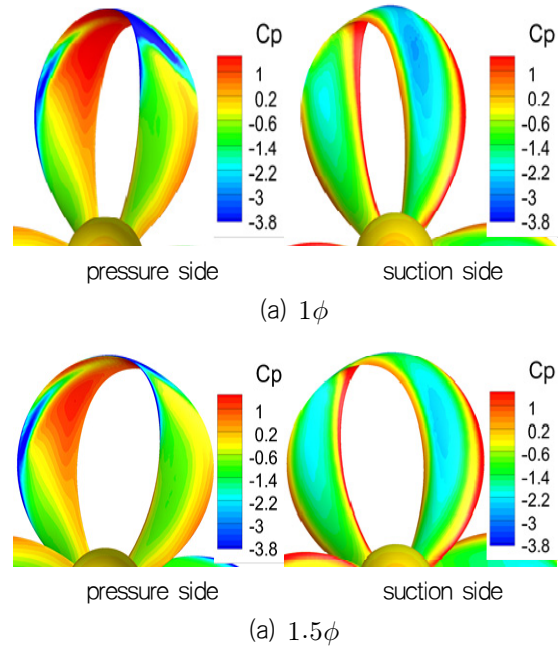 Cp
1
0.2
-0.6
-1.4
-2.2
-3
-3.8
Cp
1
0.2
-0.6
-1.4
-2.2
-3
-3.8
pressure side
suction side
(a) 1ϕ
Cp
1
0.2
-0.6
-1.4
-2.2
-3
-3.8
Cp
1
0.2
-0.6
-1.4
-2.2
-3
-3.8
pressure side
suction side
(a) 1.5ϕ